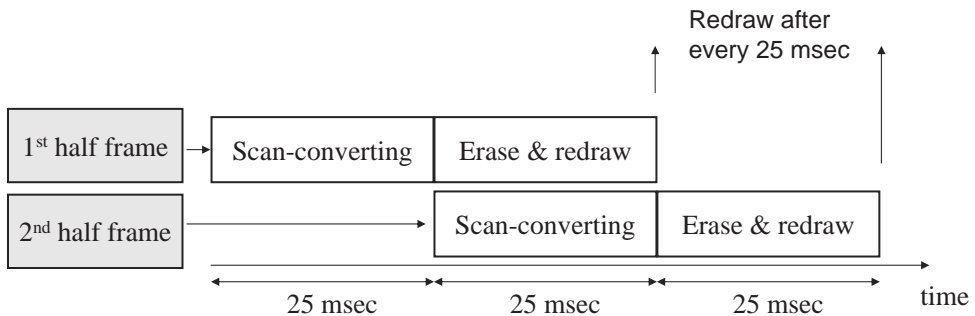 Redraw after
every 25 msec
1st half frame
Scan-converting
Erase & redraw
2nd half frame
Scan-converting
Erase & redraw
25 msec
25 msec
25 msec
time